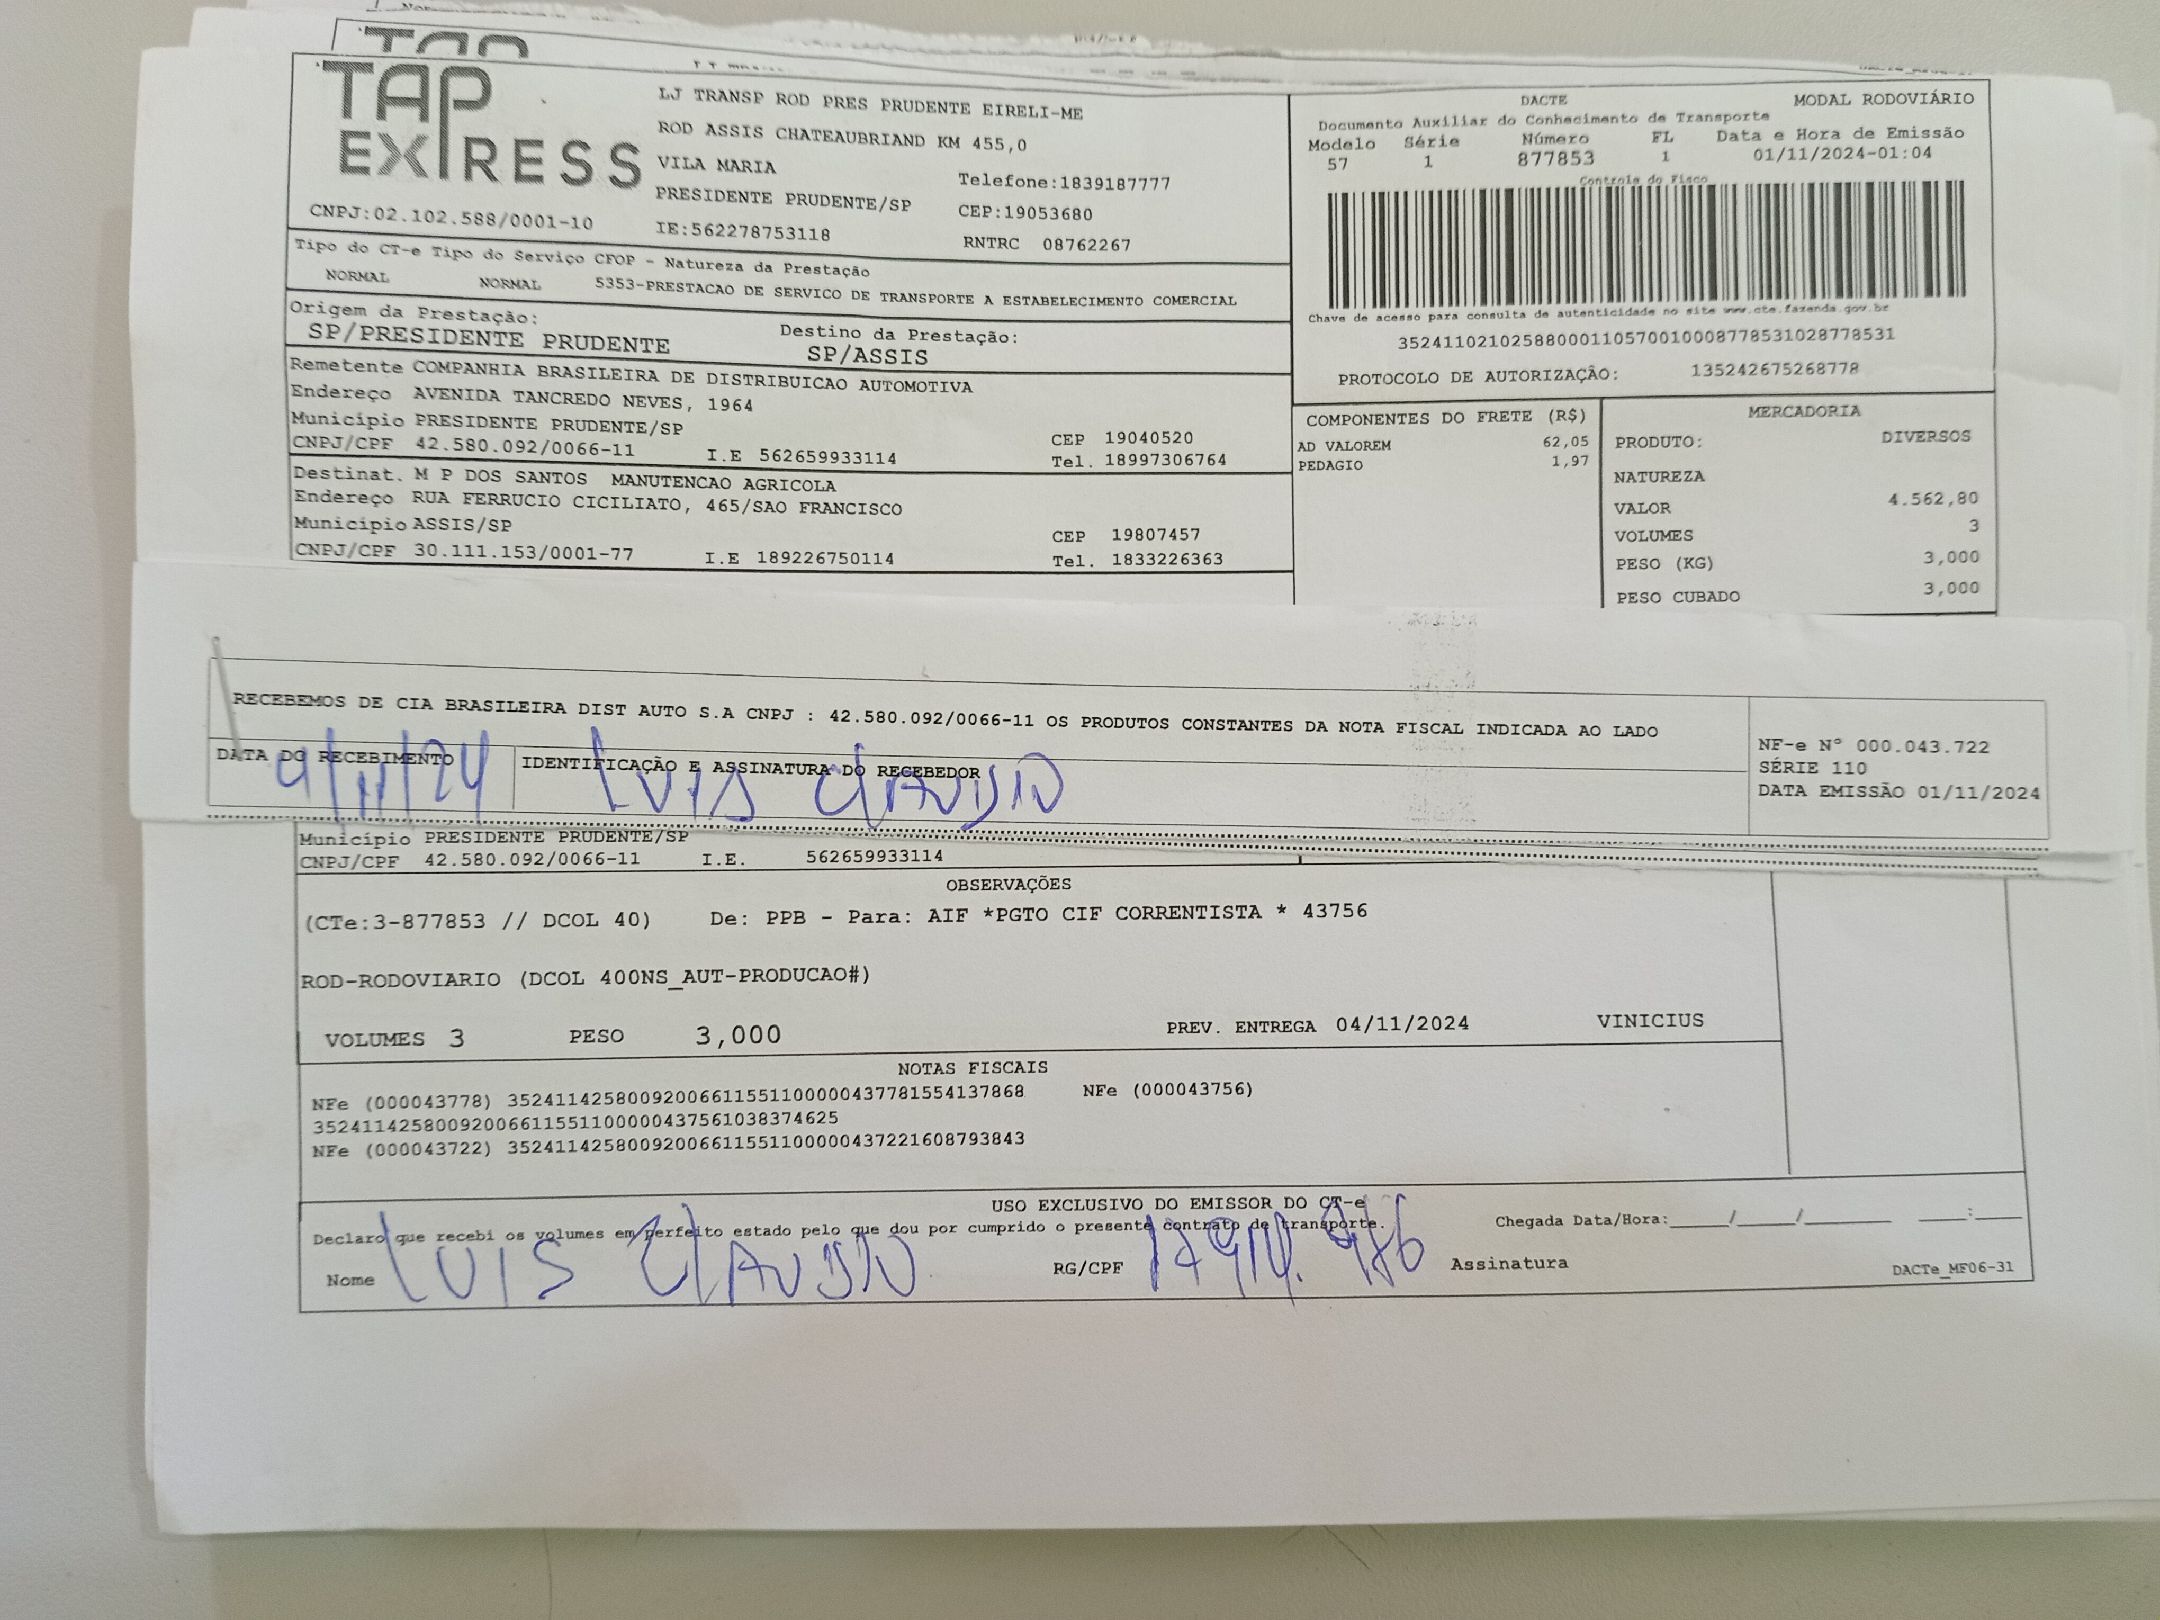 TAP
EXPRESS
CNPJ:02.102.588/0001-10
LJ TRANSP ROD PRES PRUDENTE EIRELI-ME
ROD ASSIS CHATEAUBRIAND KM 455,0
VILA MARIA
Telefone:1839187777
PRESIDENTE PRUDENTE/SP
CEP:19053680
IE:562278753118
RNTRC 08762267
DACTE
MODAL RODOVIÁRIO
Documento Auxiliar do Conhecimento de Transporte
Modelo Série Número FL Data e Hora de Emissão
57 1 877853 1 01/11/2024-01:04
Controle do Fisco
Chave de acesso para consulta de autenticidade no site www.cte.fazenda.gov.br
35241102102588000110570010008778531028778531
PROTOCOLO DE AUTORIZAÇÃO: 135242675268778
Tipo do CT-e Tipo do Serviço CFOP - Natureza da Prestação
NORMAL NORMAL 5353-PRESTACAO DE SERVICO DE TRANSPORTE A ESTABELECIMENTO COMERCIAL
Origem da Prestação: Destino da Prestação:
SP/PRESIDENTE PRUDENTE SP/ASSIS
Remetente COMPANHIA BRASILEIRA DE DISTRIBUICAO AUTOMOTIVA
Endereço AVENIDA TANCREDO NEVES, 1964
Município PRESIDENTE PRUDENTE/SP CEP 19040520
CNPJ/CPF 42.580.092/0066-11 I.E 562659933114 Tel. 18997306764
Destinat. M P DOS SANTOS MANUTENCAO AGRICOLA
Endereço RUA FERRUCIO CICILIATO, 465/SAO FRANCISCO
Município ASSIS/SP CEP 19807457
CNPJ/CPF 30.111.153/0001-77 I.E 189226750114 Tel. 1833226363
COMPONENTES DO FRETE (R$)
AD VALOREM 62,05
PEDAGIO 1,97
MERCADORIA
PRODUTO: DIVERSOS
NATUREZA
VALOR 4.562,80
VOLUMES 3
PESO (KG) 3,000
PESO CUBADO 3,000
RECEBEMOS DE CIA BRASILEIRA DIST AUTO S.A CNPJ : 42.580.092/0066-11 OS PRODUTOS CONSTANTES DA NOTA FISCAL INDICADA AO LADO
DATA DO RECEBIMENTO IDENTIFICAÇÃO E ASSINATURA DO RECEBEDOR
4/11/24 LUIS CLAUDIO
NF-e N° 000.043.722
SÉRIE 110
DATA EMISSÃO 01/11/2024
Município PRESIDENTE PRUDENTE/SP
CNPJ/CPF 42.580.092/0066-11 I.E. 562659933114
OBSERVAÇÕES
(CTe:3-877853 // DCOL 40) De: PPB - Para: AIF *PGTO CIF CORRENTISTA * 43756
ROD-RODOVIARIO (DCOL 400NS_AUT-PRODUCAO#)
VOLUMES 3 PESO 3,000 PREV. ENTREGA 04/11/2024 VINICIUS
NOTAS FISCAIS
NFe (000043778) 35241142580092006611551100000437781554137868 NFe (000043756)
35241142580092006611551100000437561038374625
NFe (000043722) 35241142580092006611551100000437221608793843
USO EXCLUSIVO DO EMISSOR DO CT-e
Declaro que recebi os volumes em perfeito estado pelo que dou por cumprido o presente contrato de transporte. Chegada Data/Hora:_____/_____/_________ ____:____
Nome LUIS CLAUDIO RG/CPF 17914.976 Assinatura
DACTe_MF06-31